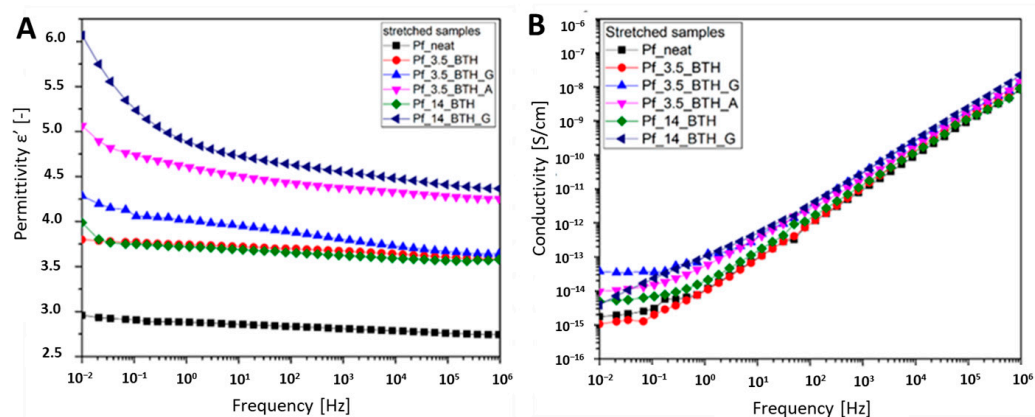 A
stretched samples
Pf_neat
Pf_3.5_BTH
Pf_3.5_BTH_G
Pf_3.5_BTH_A
Pf_14_BTH
Pf_14_BTH_G
6.0
5.5
5.0
4.5
4.0
3.5
3.0
2.5
Permittivity ε′ [-]
10⁻² 10⁻¹ 10⁰ 10¹ 10² 10³ 10⁴ 10⁵ 10⁶
Frequency [Hz]
B
Stretched samples
Pf_neat
Pf_3.5_BTH
Pf_3.5_BTH_G
Pf_3.5_BTH_A
Pf_14_BTH
Pf_14_BTH_G
10⁻⁶
10⁻⁷
10⁻⁸
10⁻⁹
10⁻¹⁰
10⁻¹¹
10⁻¹²
10⁻¹³
10⁻¹⁴
10⁻¹⁵
10⁻¹⁶
Conductivity [S/cm]
10⁻² 10⁻¹ 10⁰ 10¹ 10² 10³ 10⁴ 10⁵ 10⁶
Frequency [Hz]